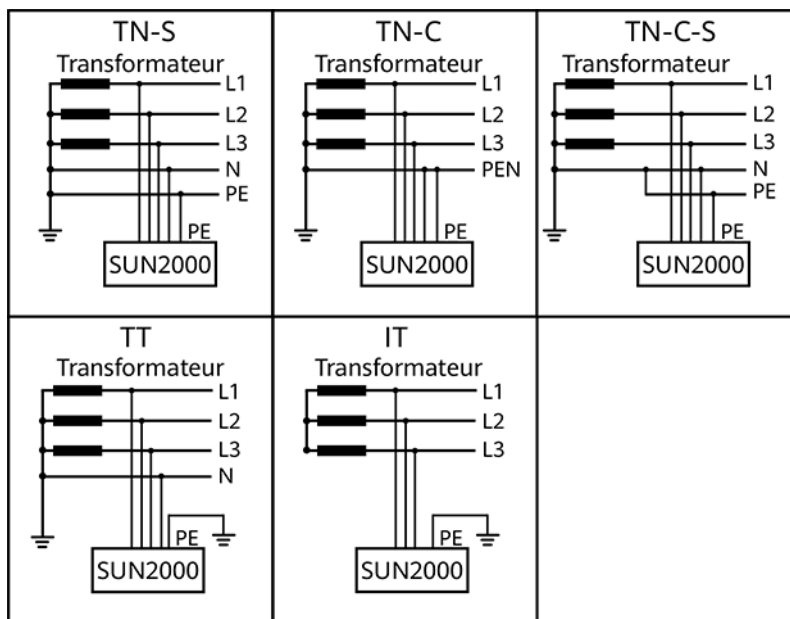 TN-S
Transformateur
L1
L2
L3
N
PE
PE
SUN2000
TN-C
Transformateur
L1
L2
L3
PEN
PE
SUN2000
TN-C-S
Transformateur
L1
L2
L3
N
PE
PE
SUN2000
TT
Transformateur
L1
L2
L3
N
PE
SUN2000
IT
Transformateur
L1
L2
L3
PE
SUN2000